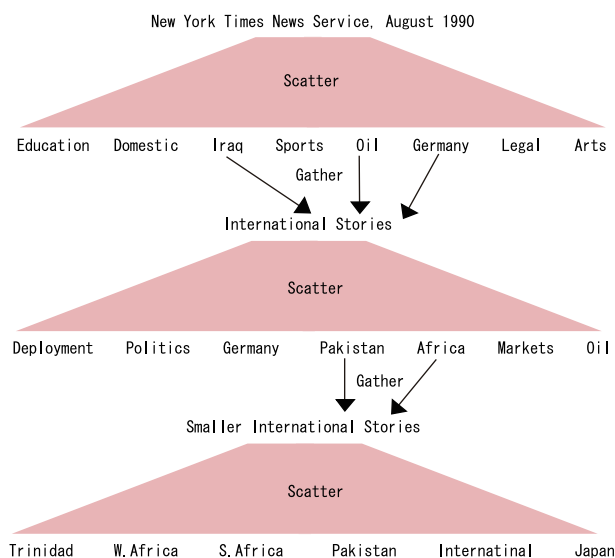 New York Times News Service, August 1990
Scatter
Education Domestic Iraq Sports Oil Germany Legal Arts
Gather
International Stories
Scatter
Deployment Politics Germany Pakistan Africa Markets Oil
Gather
Smaller International Stories
Scatter
Trinidad W.Africa S.Africa Pakistan Internatinal Japan